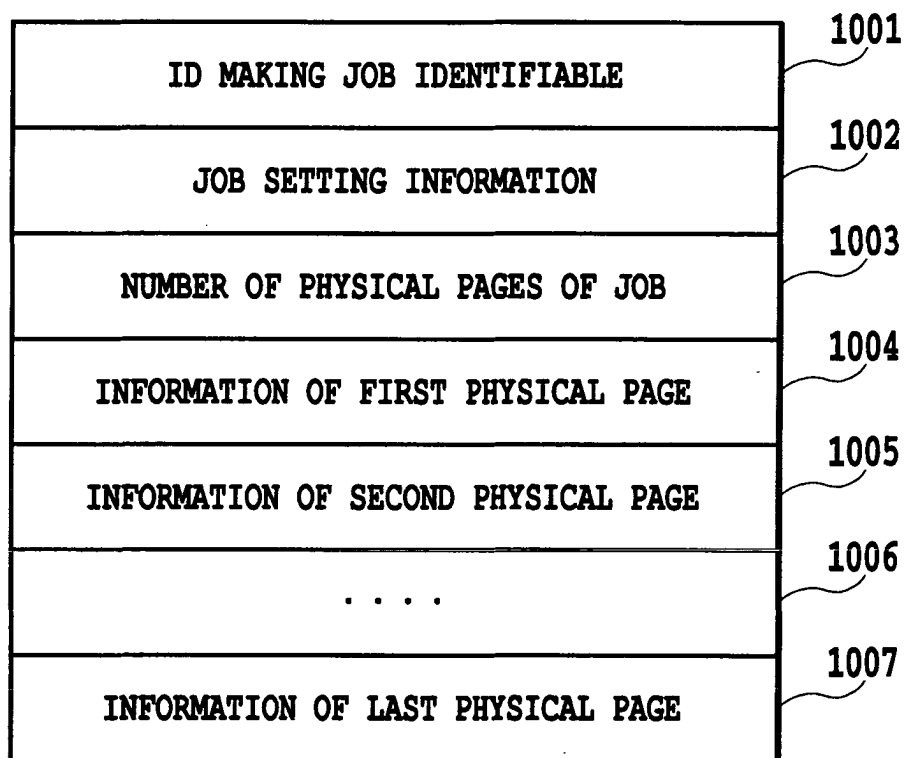 1001
ID MAKING JOB IDENTIFIABLE
1002
JOB SETTING INFORMATION
1003
NUMBER OF PHYSICAL PAGES OF JOB
1004
INFORMATION OF FIRST PHYSICAL PAGE
1005
INFORMATION OF SECOND PHYSICAL PAGE
1006
. . . .
1007
INFORMATION OF LAST PHYSICAL PAGE